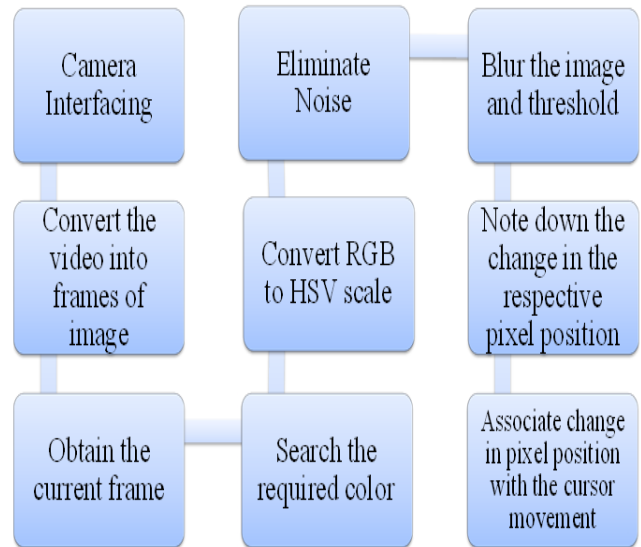 Camera
Interfacing
Convert the
video into
frames of
image
Obtain the
current frame
Search the
required color
Convert RGB
to HSV scale
Eliminate
Noise
Blur the image
and threshold
Note down the
change in the
respective
pixel position
Associate change
in pixel position
with the cursor
movement